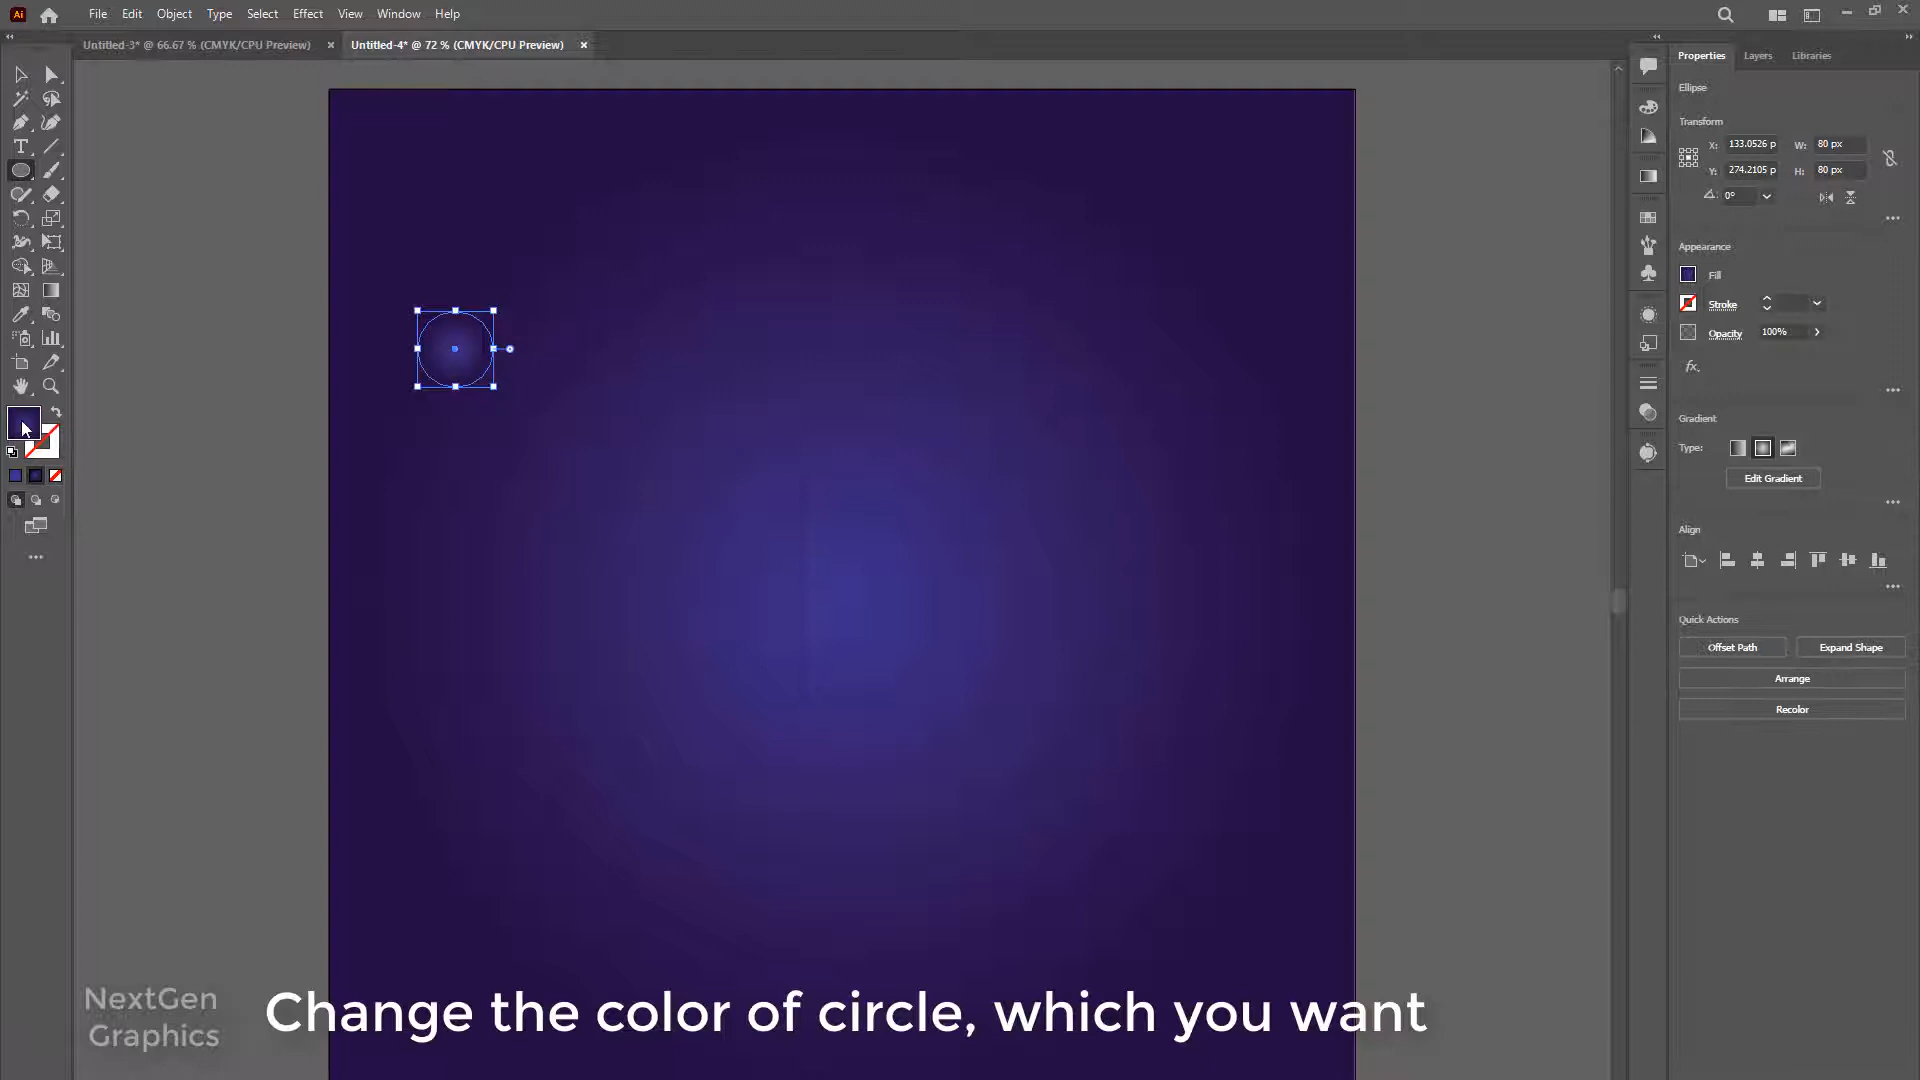 Ai File Edit Object Type Select Effect View Window Help
Untitled-3* @ 66.67 % (CMYK/CPU Preview) × Untitled-4* @ 72 % (CMYK/CPU Preview) ×
Properties Layers Libraries
Ellipse
Transform
X: 133.0526 p W: 80 px
Y: 274.2105 p H: 80 px
0°
Appearance
Fill
Stroke
Opacity 100%
fx.
Gradient
Type:
Edit Gradient
Align
Quick Actions
Offset Path Expand Shape
Arrange
Recolor
NextGen
Graphics
Change the color of circle, which you want